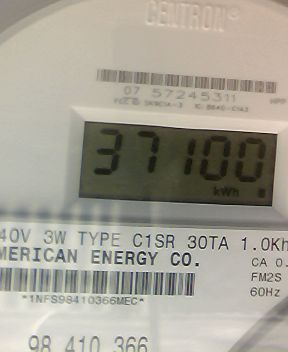 CENTRON®
07 57245311
37100
kWh
40V 3W TYPE C1SR 30TA 1.0Kh
MERICAN ENERGY CO.
CA 0.
FM2S
60Hz
*1NFS98410366MEC*
98 410 366